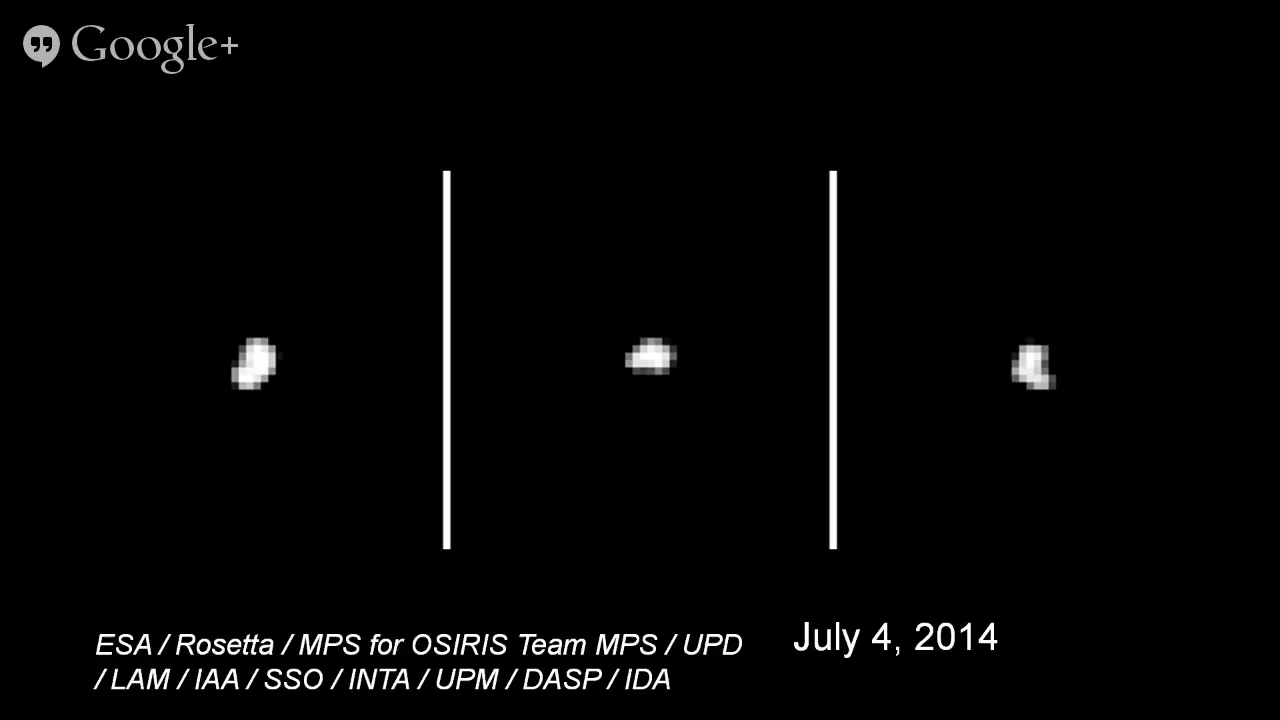 Google+
ESA / Rosetta / MPS for OSIRIS Team MPS / UPD
/ LAM / IAA / SSO / INTA / UPM / DASP / IDA
July 4, 2014